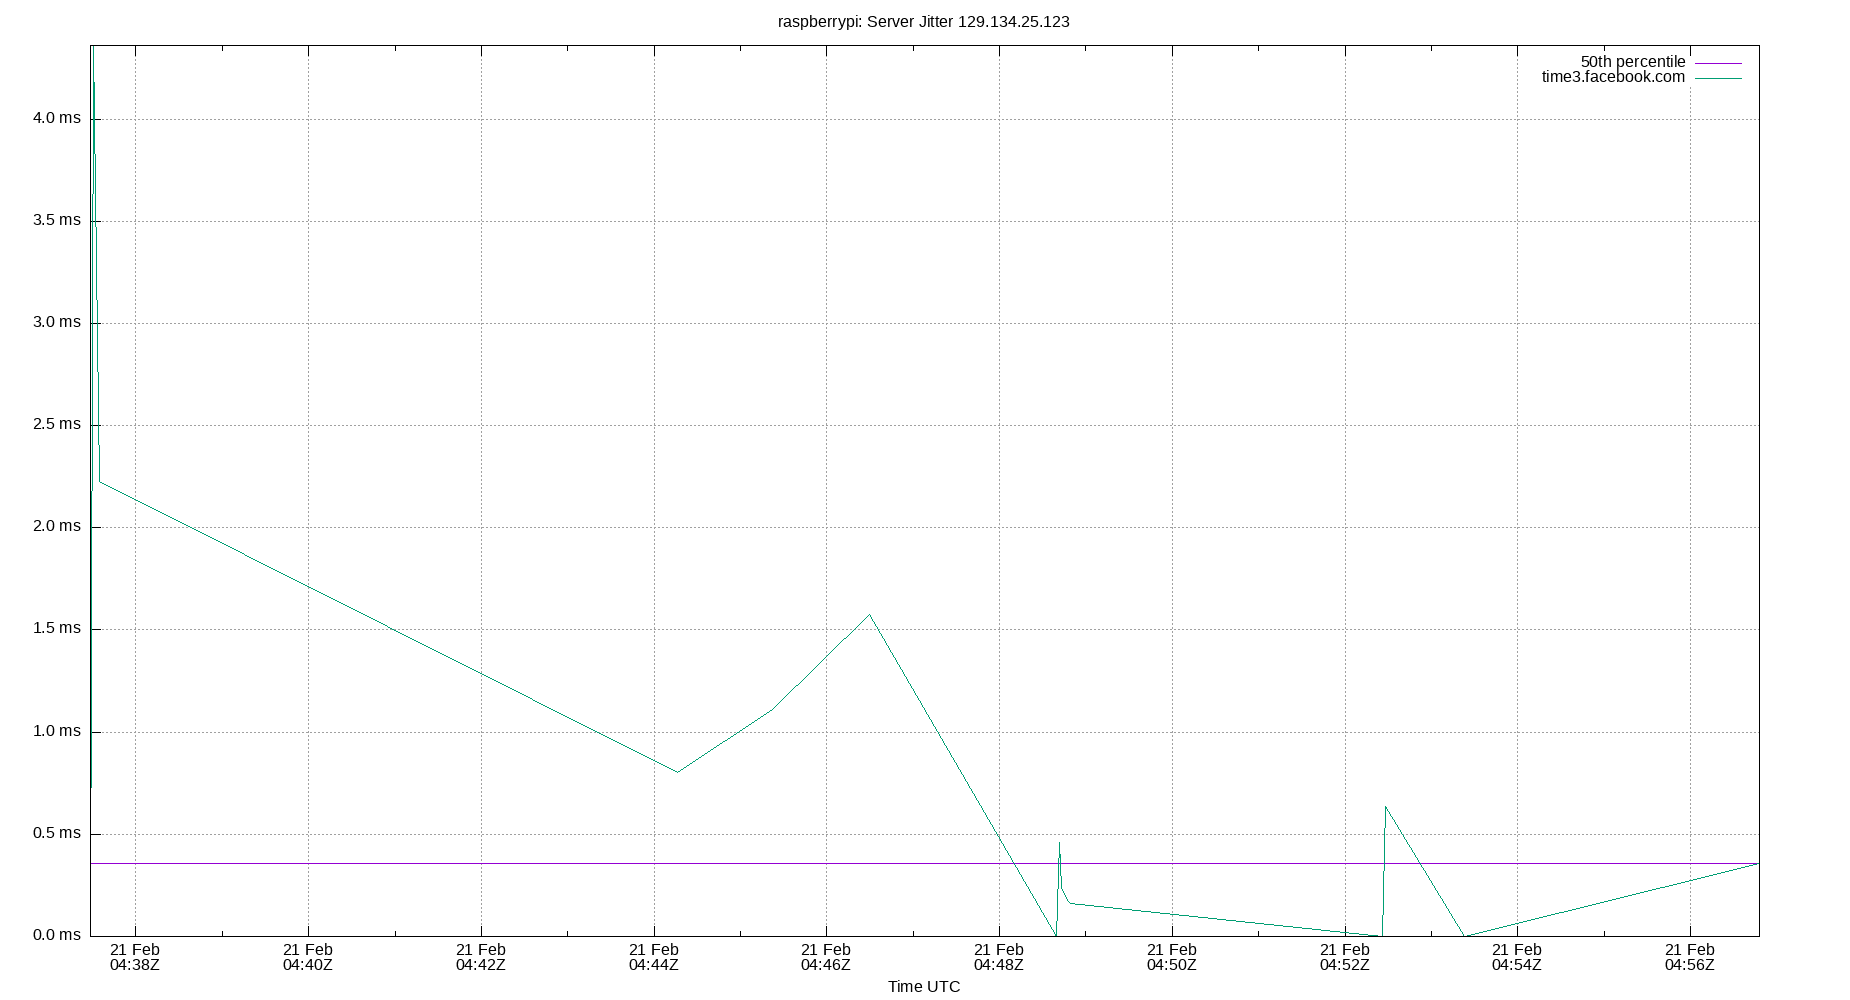 raspberrypi: Server Jitter 129.134.25.123
50th percentile
time3.facebook.com
4.0 ms
3.5 ms
3.0 ms
2.5 ms
2.0 ms
1.5 ms
1.0 ms
0.5 ms
0.0 ms
21 Feb 21 Feb 21 Feb 21 Feb 21 Feb 21 Feb 21 Feb 21 Feb 21 Feb 21 Feb
04:38Z 04:40Z 04:42Z 04:44Z 04:46Z 04:48Z 04:50Z 04:52Z 04:54Z 04:56Z
Time UTC